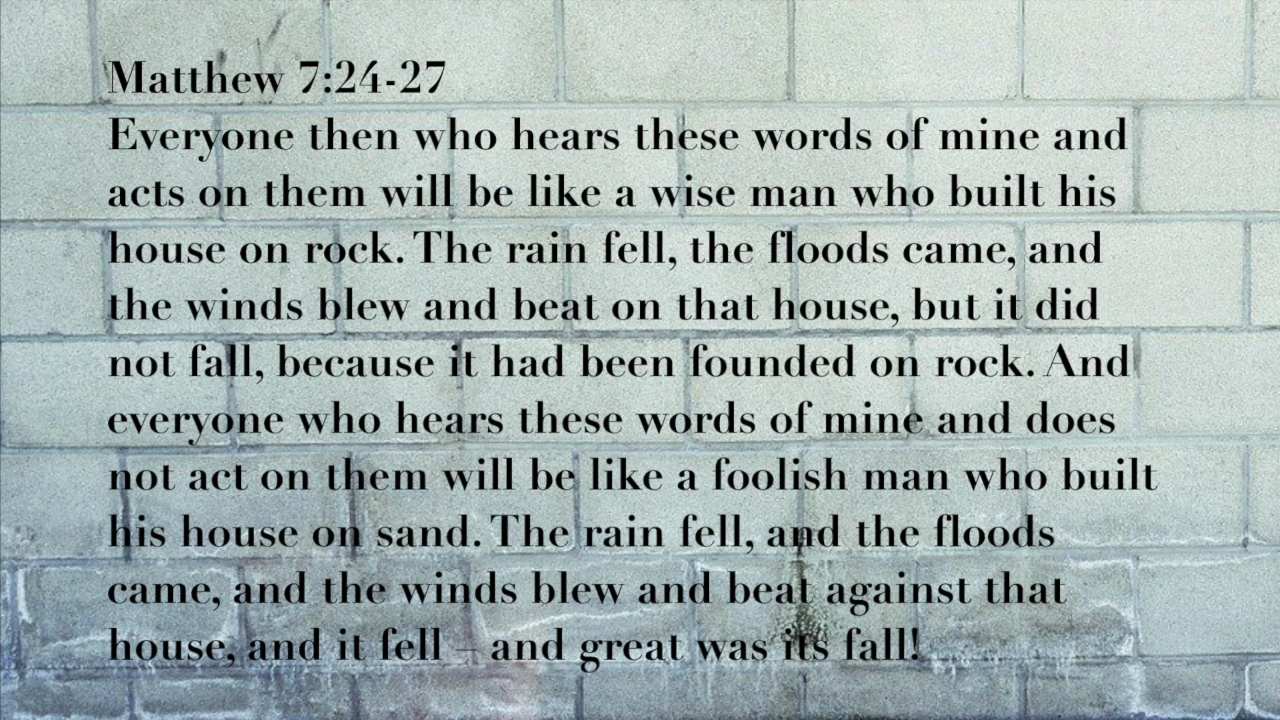 Matthew 7:24-27
Everyone then who hears these words of mine and
acts on them will be like a wise man who built his
house on rock. The rain fell, the floods came, and
the winds blew and beat on that house, but it did
not fall, because it had been founded on rock. And
everyone who hears these words of mine and does
not act on them will be like a foolish man who built
his house on sand. The rain fell, and the floods
came, and the winds blew and beat against that
house, and it fell – and great was its fall!